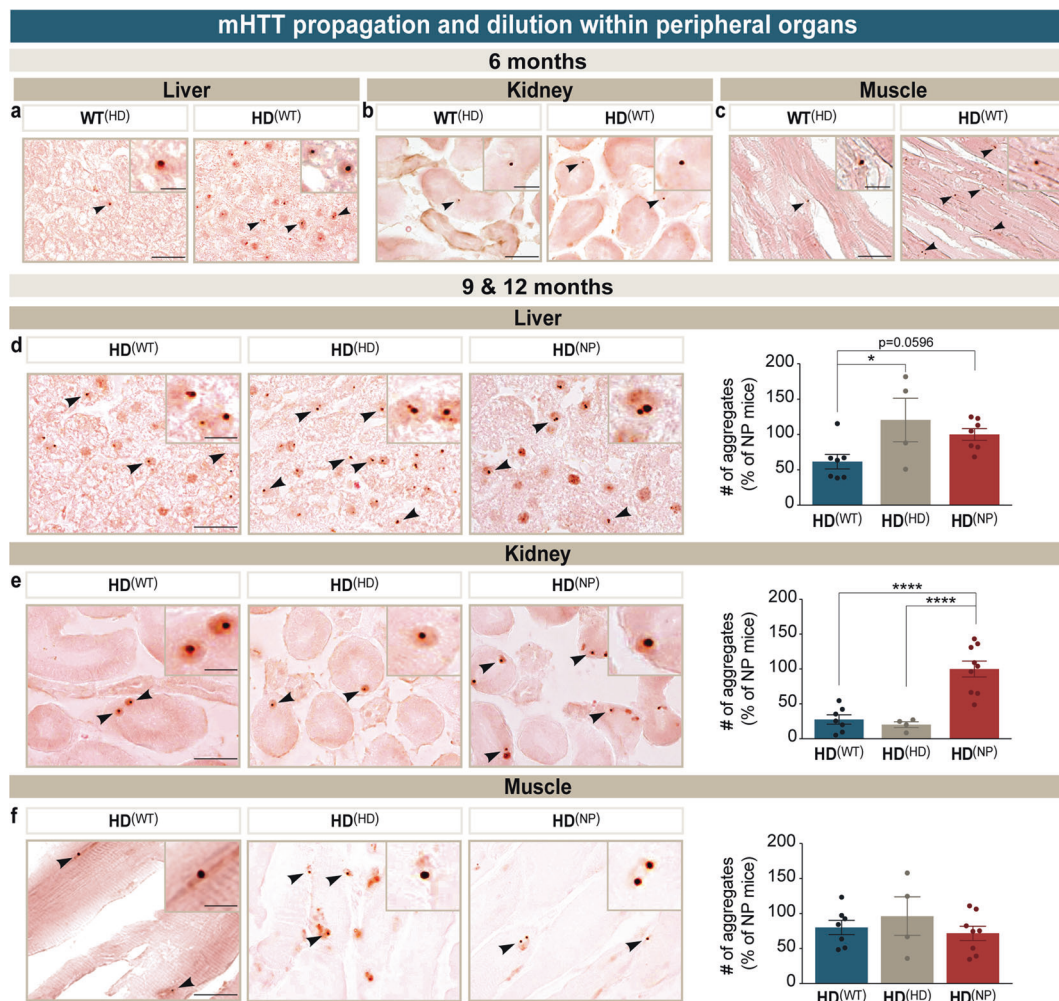 mHTT propagation and dilution within peripheral organs
6 months
Liver
Kidney
Muscle
a
WT(HD)
HD(WT)
b
WT(HD)
HD(WT)
c
WT(HD)
HD(WT)
9 & 12 months
Liver
d
HD(WT)
HD(HD)
HD(NP)
# of aggregates
(% of NP mice)
200
150
100
50
0
p=0.0596
*
HD(WT)
HD(HD)
HD(NP)
Kidney
e
HD(WT)
HD(HD)
HD(NP)
# of aggregates
(% of NP mice)
200
150
100
50
0
****
****
HD(WT)
HD(HD)
HD(NP)
Muscle
f
HD(WT)
HD(HD)
HD(NP)
# of aggregates
(% of NP mice)
200
150
100
50
0
HD(WT)
HD(HD)
HD(NP)